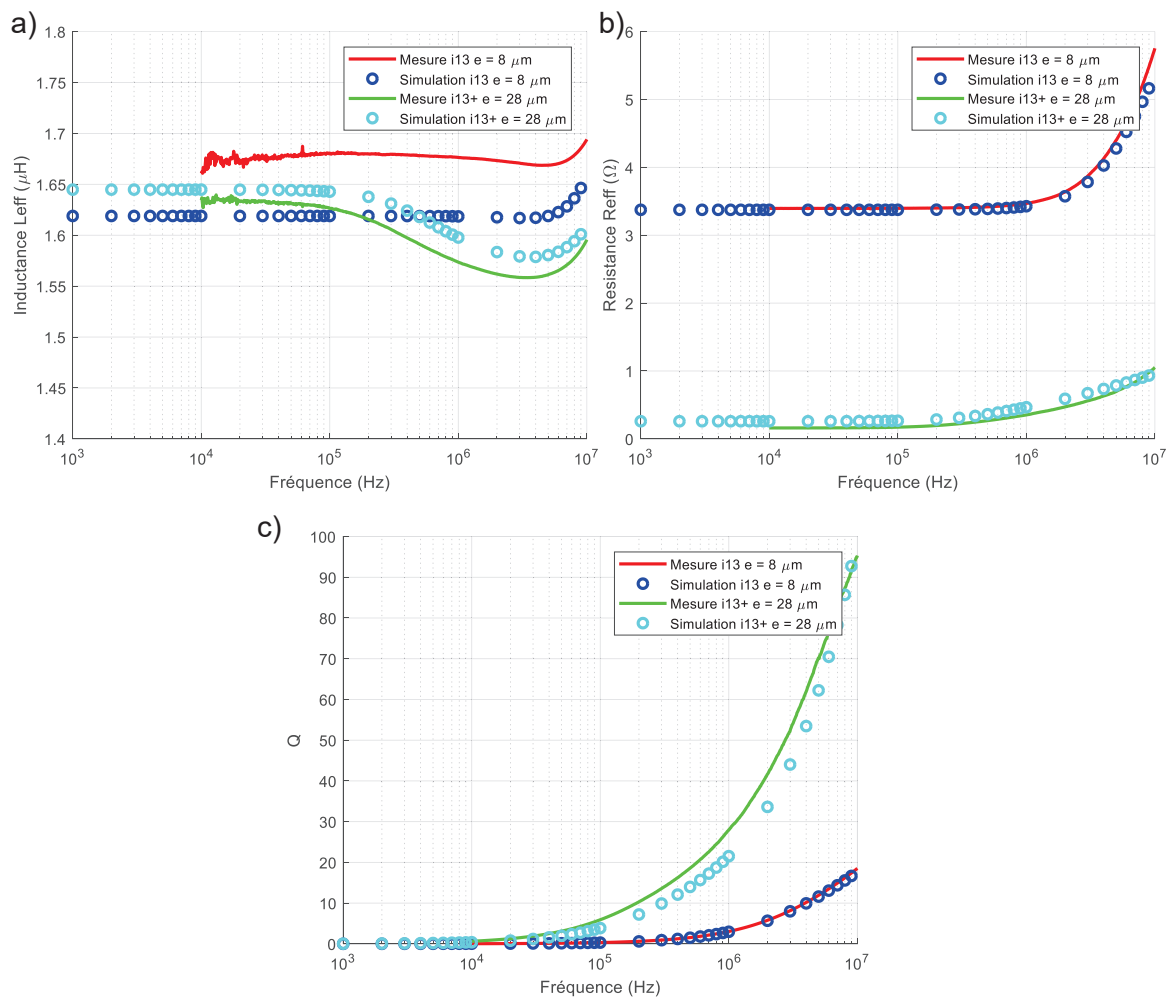 a)
1.8
1.7
1.65
1.6
1.55
1.5
1.45
1.4
Inductance Leff (μH)
10³ 10⁴ 10⁵ 10⁶ 10⁷
Fréquence (Hz)
Mesure i13 e = 8 μm
Simulation i13 e = 8 μm
Mesure i13+ e = 28 μm
Simulation i13+ e = 28 μm
b)
6
5
4
3
2
1
0
Resistance Reff (Ω)
10³ 10⁴ 10⁵ 10⁶ 10⁷
Fréquence (Hz)
Mesure i13 e = 8 μm
Simulation i13 e = 8 μm
Mesure i13+ e = 28 μm
Simulation i13+ e = 28 μm
c)
100
90
80
70
60
50
40
30
20
10
0
Q
10³ 10⁴ 10⁵ 10⁶ 10⁷
Fréquence (Hz)
Mesure i13 e = 8 μm
Simulation i13 e = 8 μm
Mesure i13+ e = 28 μm
Simulation i13+ e = 28 μm